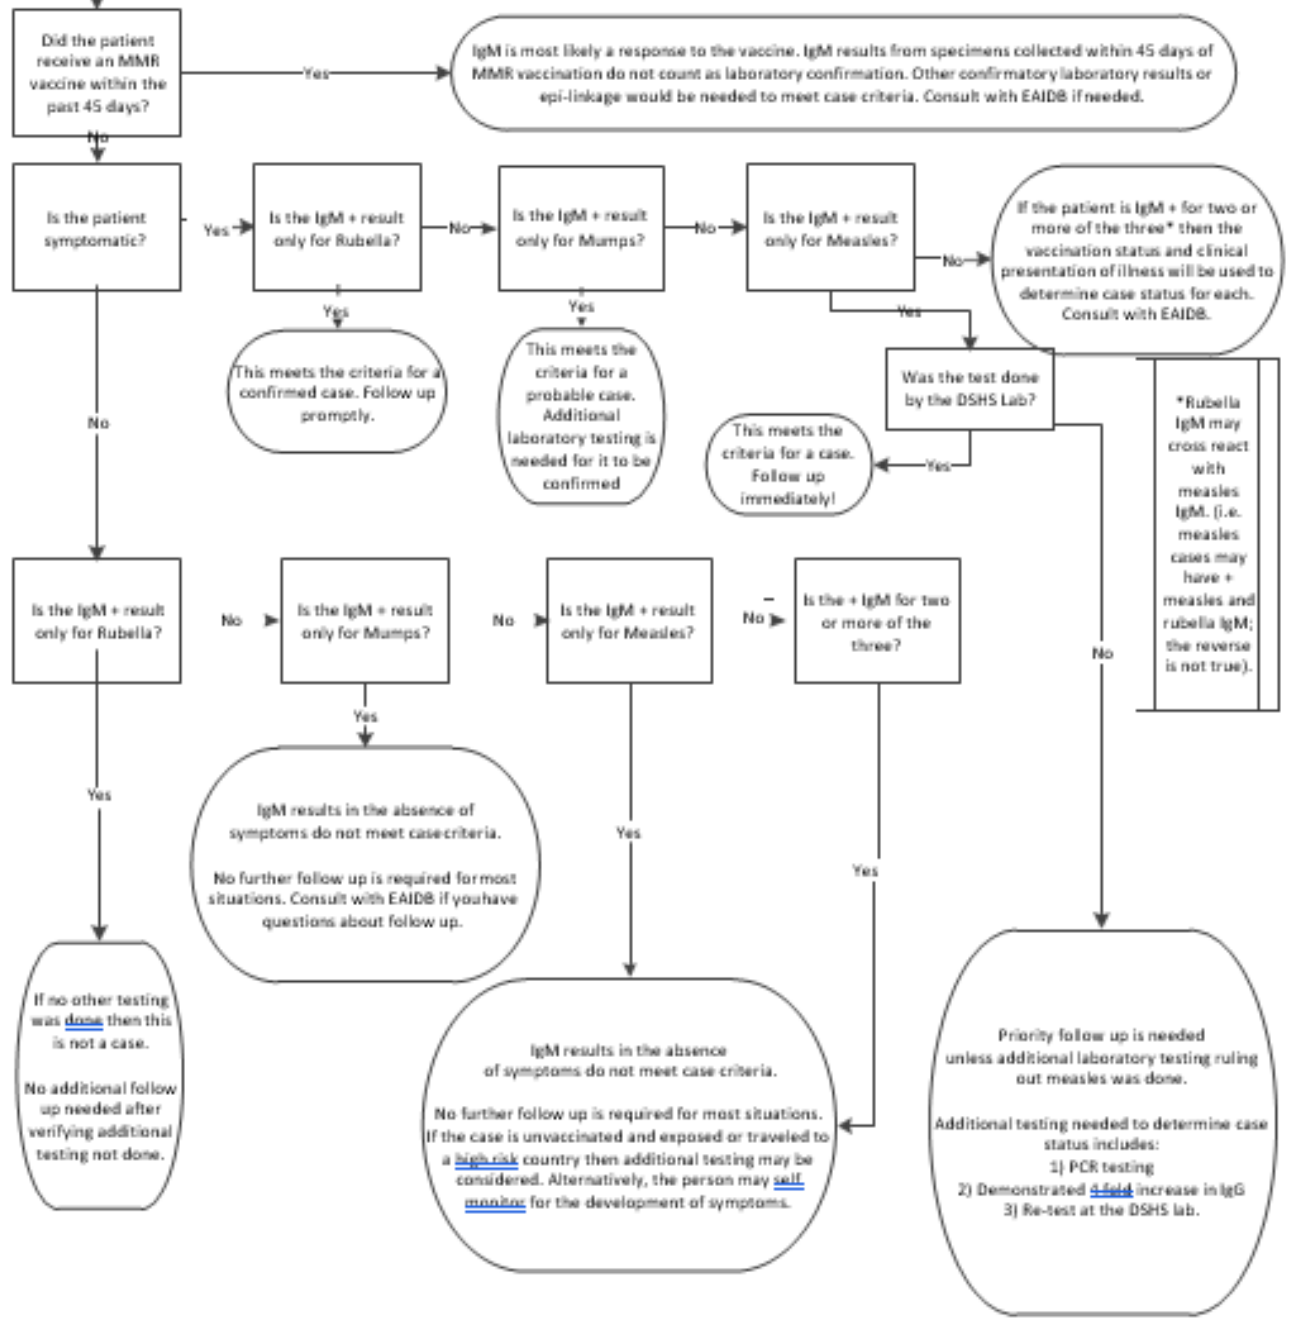 Did the patient
receive an MMR
vaccine within the
past 45 days?
Yes
IgM is most likely a response to the vaccine. IgM results from specimens collected within 45 days of
MMR vaccination do not count as laboratory confirmation. Other confirmatory laboratory results or
epi-linkage would be needed to meet case criteria. Consult with EAIDB if needed.
No
Is the patient
symptomatic?
Yes
Is the IgM + result
only for Rubella?
No
Is the IgM + result
only for Mumps?
No
Is the IgM + result
only for Measles?
No
If the patient is IgM + for two or
more of the three* then the
vaccination status and clinical
presentation of illness will be used to
determine case status for each.
Consult with EAIDB.
Yes
This meets the criteria for a
confirmed case. Follow up
promptly.
Yes
This meets the
criteria for a
probable case.
Additional
laboratory testing is
needed for it to be
confirmed
Yes
Was the test done
by the DSHS Lab?
Yes
This meets the
criteria for a case.
Follow up
immediately!
*Rubella
IgM may
cross react
with
measles
IgM. (i.e.
measles
cases may
have +
measles and
rubella IgM;
the reverse
is not true).
No
No
Is the IgM + result
only for Rubella?
No
Is the IgM + result
only for Mumps?
No
Is the IgM + result
only for Measles?
No
Is the + IgM for two
or more of the
three?
Yes
Yes
Yes
Yes
IgM results in the absence of
symptoms do not meet casecriteria.
No further follow up is required formost
situations. Consult with EAIDB if youhave
questions about follow up.
If no other testing
was done then this
is not a case.
No additional follow
up needed after
verifying additional
testing not done.
IgM results in the absence
of symptoms do not meet case criteria.
No further follow up is required for most situations.
If the case is unvaccinated and exposed or traveled to
a high risk country then additional testing may be
considered. Alternatively, the person may self
monitor for the development of symptoms.
Priority follow up is needed
unless additional laboratory testing ruling
out measles was done.
Additional testing needed to determine case
status includes:
1) PCR testing
2) Demonstrated 4 fold increase in IgG
3) Re-test at the DSHS lab.